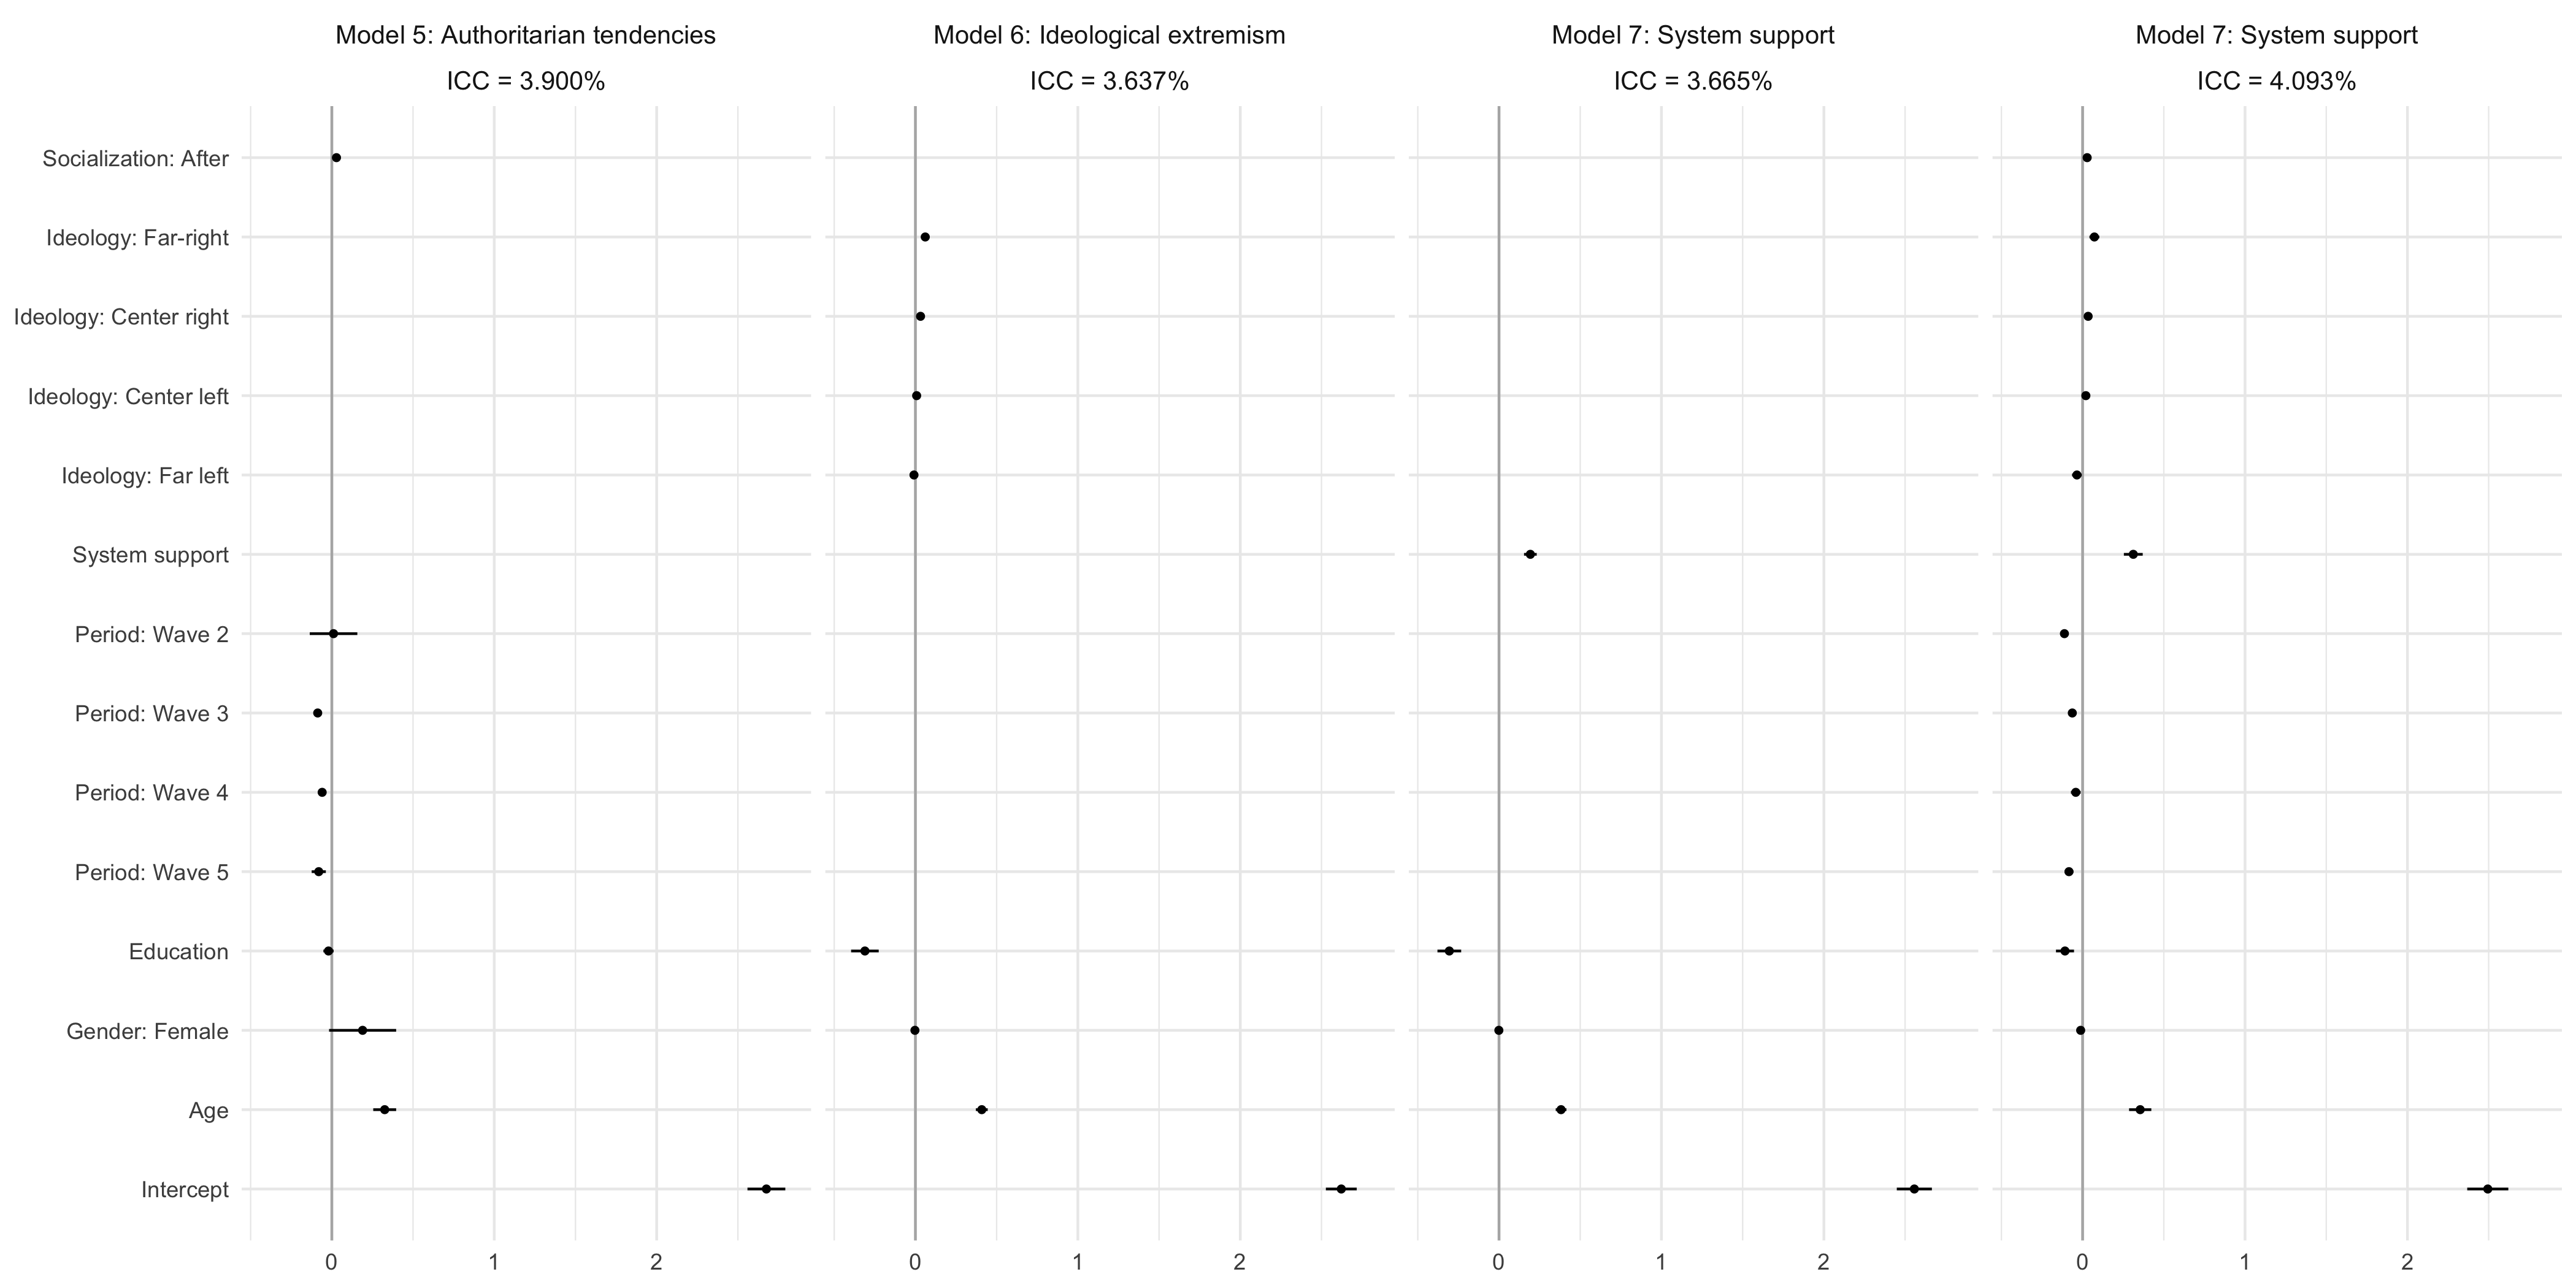 Model 5: Authoritarian tendencies
ICC = 3.900%
Model 6: Ideological extremism
ICC = 3.637%
Model 7: System support
ICC = 3.665%
Model 7: System support
ICC = 4.093%
Socialization: After
Ideology: Far-right
Ideology: Center right
Ideology: Center left
Ideology: Far left
System support
Period: Wave 2
Period: Wave 3
Period: Wave 4
Period: Wave 5
Education
Gender: Female
Age
Intercept
0 1 2
0 1 2
0 1 2
0 1 2